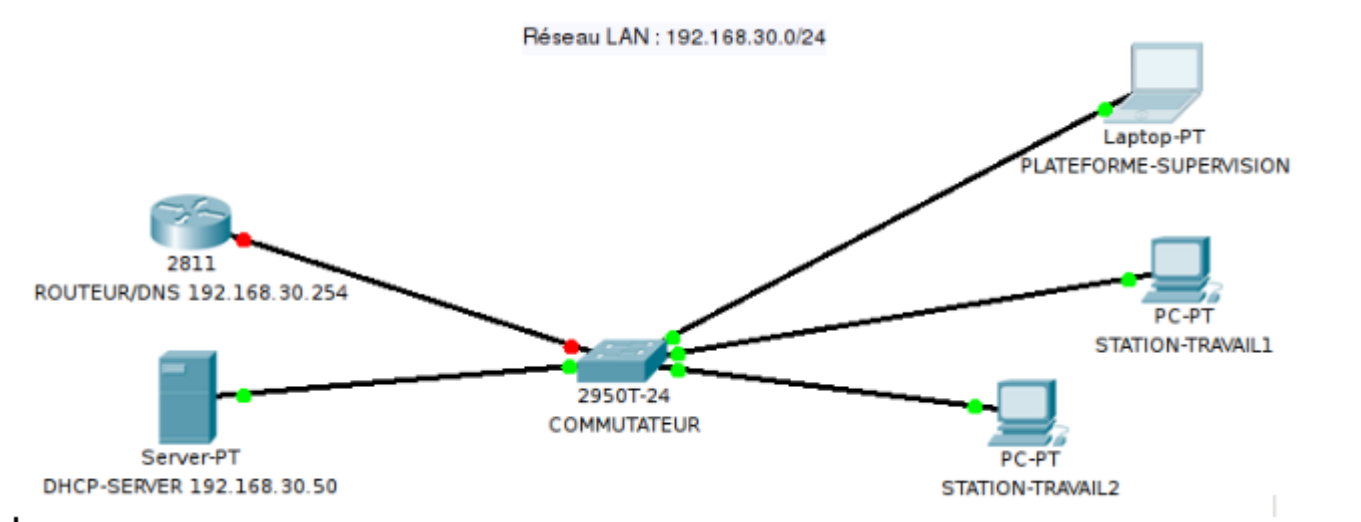 Réseau LAN : 192.168.30.0/24
Laptop-PT
PLATEFORME-SUPERVISION
2811
ROUTEUR/DNS 192.168.30.254
PC-PT
STATION-TRAVAIL1
2950T-24
COMMUTATEUR
Server-PT
DHCP-SERVER 192.168.30.50
PC-PT
STATION-TRAVAIL2